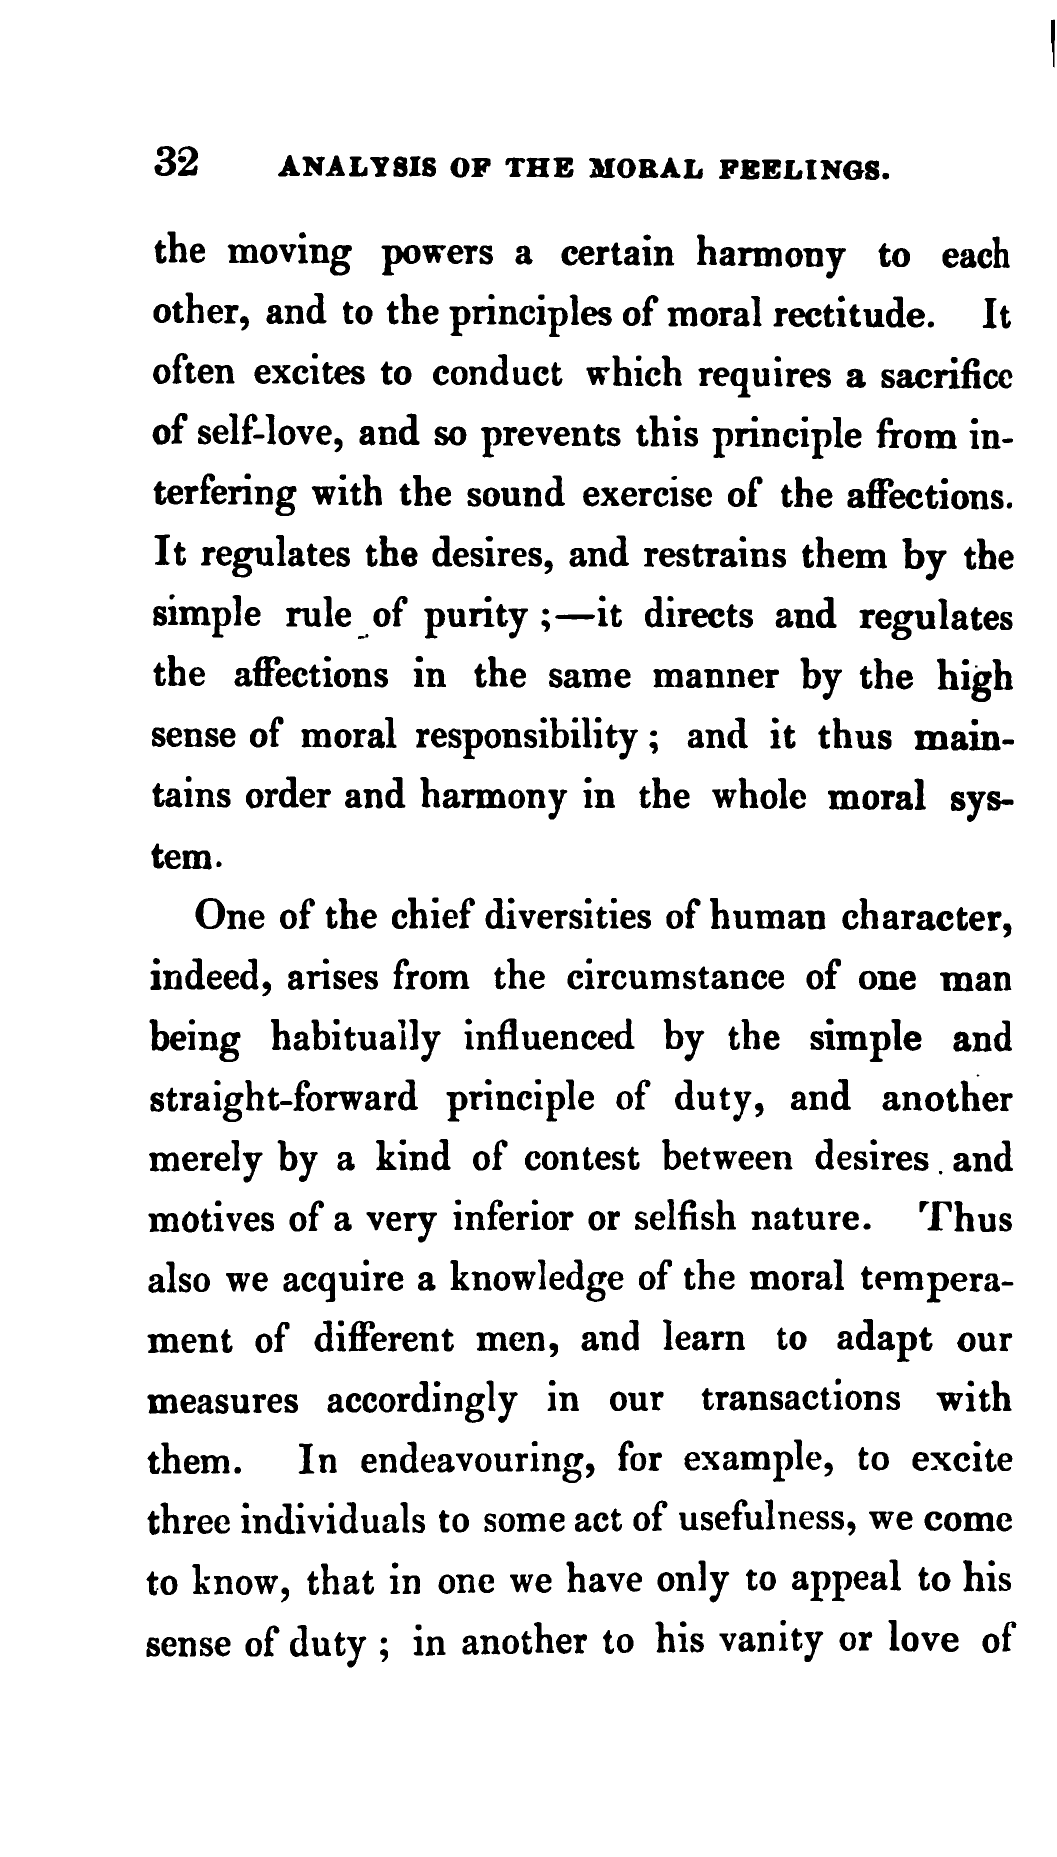 32 ANALYSIS OF THE MORAL FEELINGS.
the moving powers a certain harmony to each
other, and to the principles of moral rectitude. It
often excites to conduct which requires a sacrifice
of self-love, and so prevents this principle from in-
terfering with the sound exercise of the affections.
It regulates the desires, and restrains them by the
simple rule of purity ;—it directs and regulates
the affections in the same manner by the high
sense of moral responsibility ; and it thus main-
tains order and harmony in the whole moral sys-
tem.
One of the chief diversities of human character,
indeed, arises from the circumstance of one man
being habitually influenced by the simple and
straight-forward principle of duty, and another
merely by a kind of contest between desires and
motives of a very inferior or selfish nature. Thus
also we acquire a knowledge of the moral tempera-
ment of different men, and learn to adapt our
measures accordingly in our transactions with
them. In endeavouring, for example, to excite
three individuals to some act of usefulness, we come
to know, that in one we have only to appeal to his
sense of duty ; in another to his vanity or love of